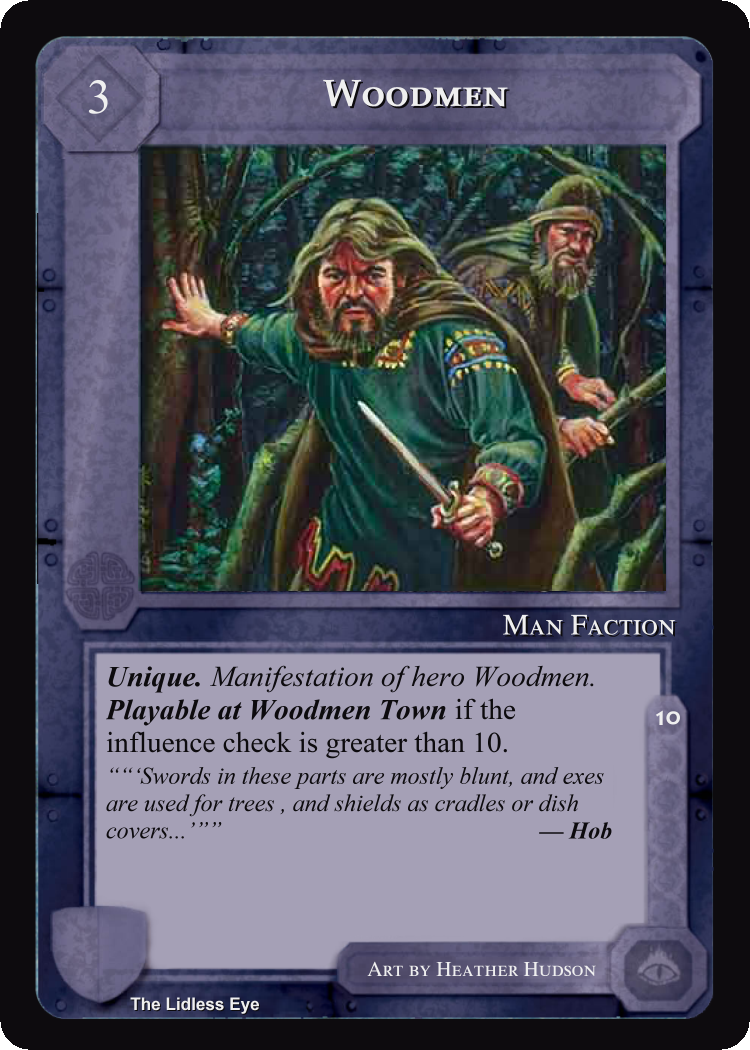 3
Woodmen
Man Faction
Unique. Manifestation of hero Woodmen.
Playable at Woodmen Town if the
influence check is greater than 10.
““‘Swords in these parts are mostly blunt, and exes
are used for trees , and shields as cradles or dish
covers...’””
— Hob
10
Art by Heather Hudson
The Lidless Eye